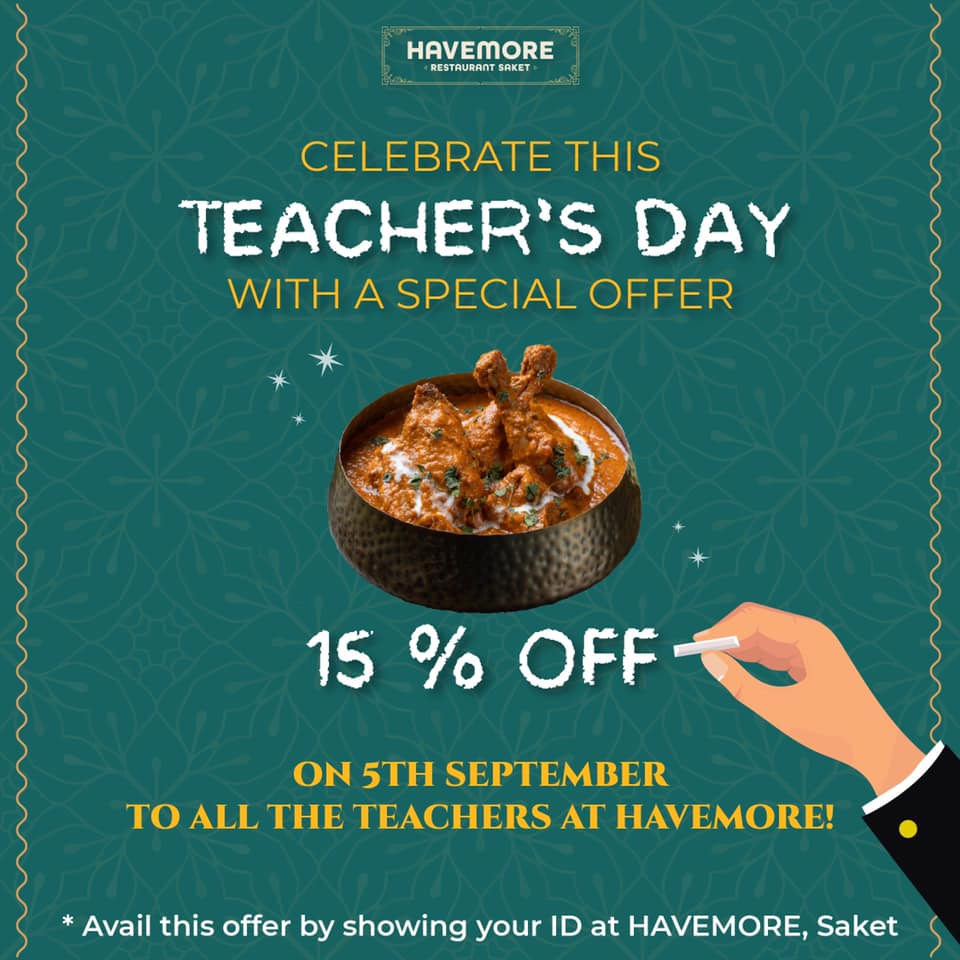 HAVEMORE
RESTAURANT SAKET
CELEBRATE THIS
TEACHER'S DAY
WITH A SPECIAL OFFER
15 % OFF
ON 5TH SEPTEMBER
TO ALL THE TEACHERS AT HAVEMORE!
* Avail this offer by showing your ID at HAVEMORE, Saket